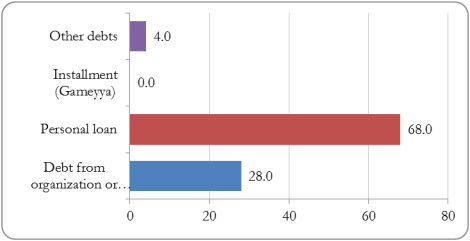 Other debts
4.0
Installment
(Gameyya)
0.0
Personal loan
68.0
Debt from
organization or…
28.0
0 20 40 60 80